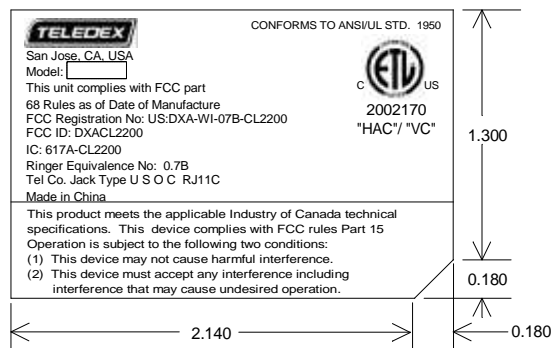 TELEDEX
San Jose, CA, USA
Model:
This unit complies with FCC part
68 Rules as of Date of Manufacture
FCC Registration No: US:DXA-WI-07B-CL2200
FCC ID: DXACL2200
IC: 617A-CL2200
Ringer Equivalence No: 0.7B
Tel Co. Jack Type U S O C RJ11C
Made in China
CONFORMS TO ANSI/UL STD. 1950
C ETL US
2002170
"HAC"/ "VC"
This product meets the applicable Industry of Canada technical
specifications. This device complies with FCC rules Part 15
Operation is subject to the following two conditions:
(1) This device may not cause harmful interference.
(2) This device must accept any interference including
interference that may cause undesired operation.
1.300
0.180
2.140
0.180